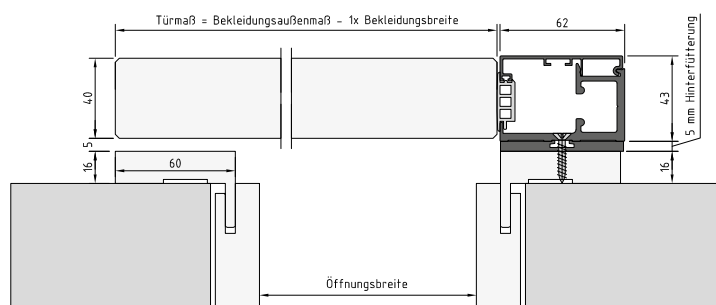 Türmaß = Bekleidungsaußenmaß - 1x Bekleidungsbreite
62
40
43
5 mm Hinterfütterung
5
16
60
16
Öffnungsbreite